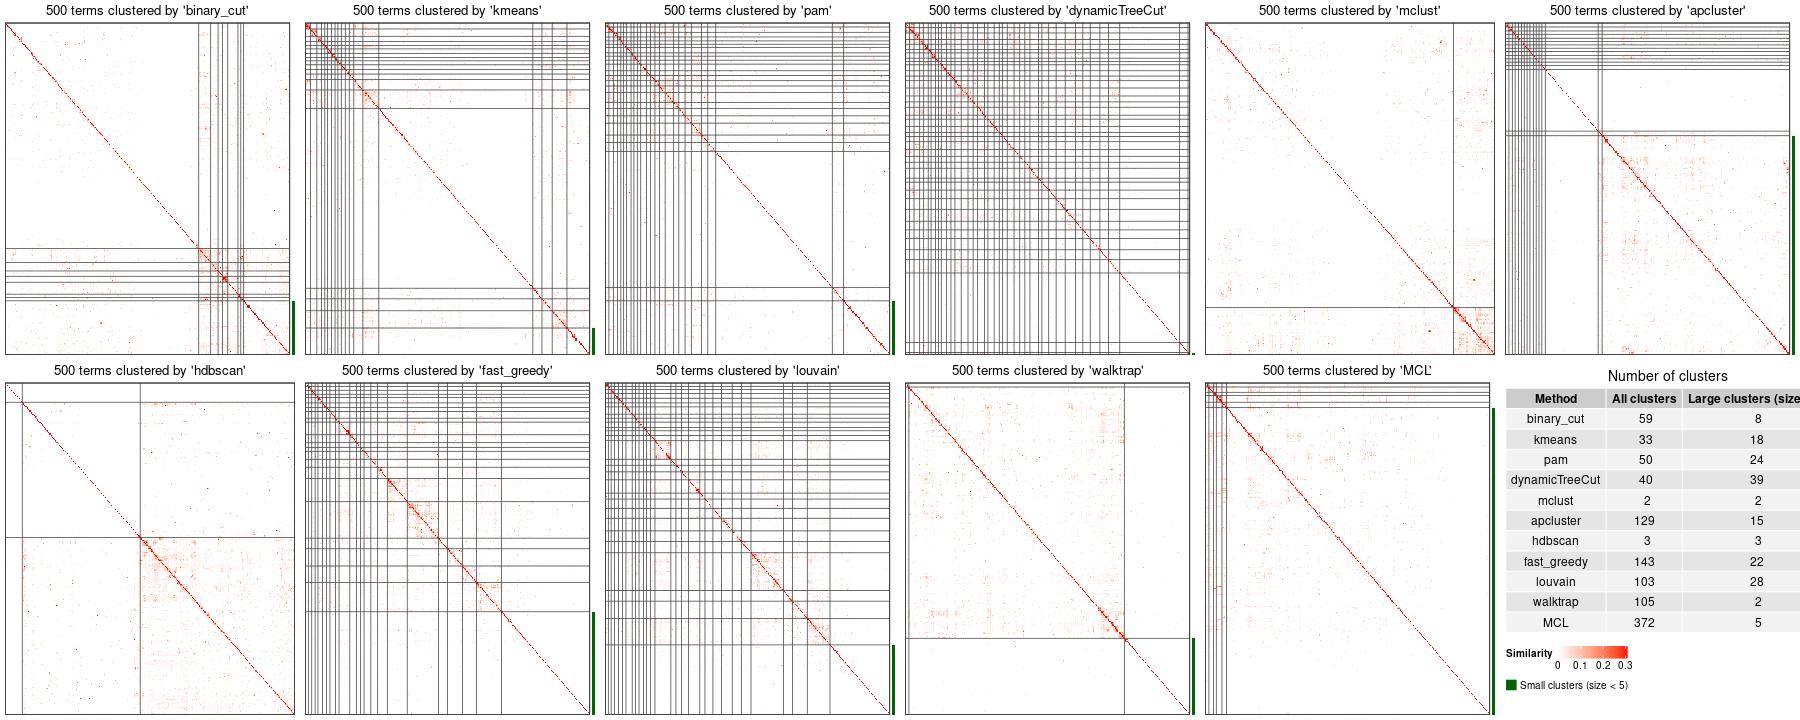 500 terms clustered by 'binary_cut'
500 terms clustered by 'kmeans'
500 terms clustered by 'pam'
500 terms clustered by 'dynamicTreeCut'
500 terms clustered by 'mclust'
500 terms clustered by 'apcluster'
500 terms clustered by 'hdbscan'
500 terms clustered by 'fast_greedy'
500 terms clustered by 'louvain'
500 terms clustered by 'walktrap'
500 terms clustered by 'MCL'
Number of clusters
Method All clusters Large clusters (size
binary_cut 59 8
kmeans 33 18
pam 50 24
dynamicTreeCut 40 39
mclust 2 2
apcluster 129 15
hdbscan 3 3
fast_greedy 143 22
louvain 103 28
walktrap 105 2
MCL 372 5
Similarity
0 0.1 0.2 0.3
Small clusters (size < 5)